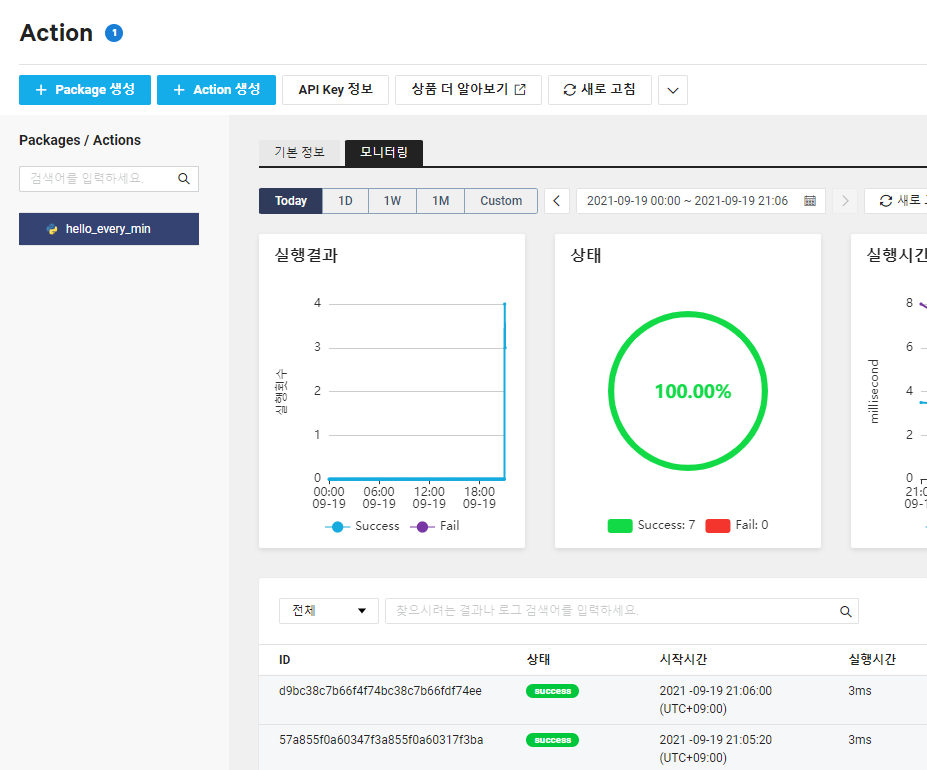 Action 1
Package 생성
Action 생성
API Key 정보
상품 더 알아보기
새로 고침
Packages / Actions
검색어를 입력하세요.
hello_every_min
기본 정보
모니터링
Today
1D
1W
1M
Custom
2021-09-19 00:00 ~ 2021-09-19 21:06
새로
실행결과
4
3
2
1
0
실행횟수
00:00 06:00 12:00 18:00
09-19 09-19 09-19 09-19
Success Fail
상태
100.00%
Success: 7 Fail: 0
실행시간
8
6
4
2
0
millisecond
전체
찾으시려는 결과나 로그 검색어를 입력하세요.
ID 상태 시작시간 실행시간
d9bc38c7b66f4f74bc38c7b66fdf74ee success 2021 -09-19 21:06:00 3ms
(UTC+09:00)
57a855f0a60347f3a855f0a60317f3ba success 2021 -09-19 21:05:20 3ms
(UTC+09:00)